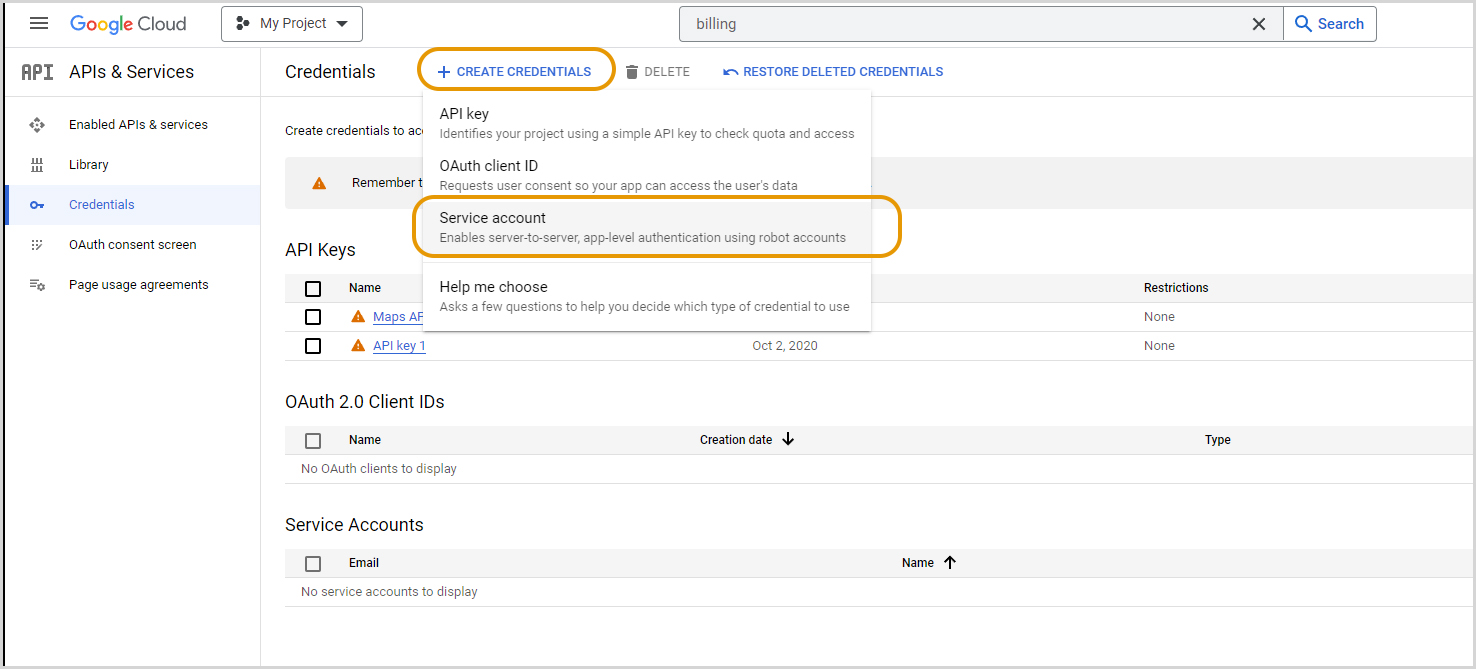 Google Cloud My Project billing Search
API APIs & Services Credentials CREATE CREDENTIALS DELETE RESTORE DELETED CREDENTIALS
Enabled APIs & services
Library
Credentials
OAuth consent screen
Page usage agreements
Create credentials to
API key
Identifies your project using a simple API key to check quota and access
OAuth client ID
Requests user consent so your app can access the user's data
Remember
Service account
Enables server-to-server, app-level authentication using robot accounts
Help me choose
Asks a few questions to help you decide which type of credential to use
API Keys
Name Restrictions
Maps None
API key 1 Oct 2, 2020 None
OAuth 2.0 Client IDs
Name Creation date Type
No OAuth clients to display
Service Accounts
Email Name
No service accounts to display